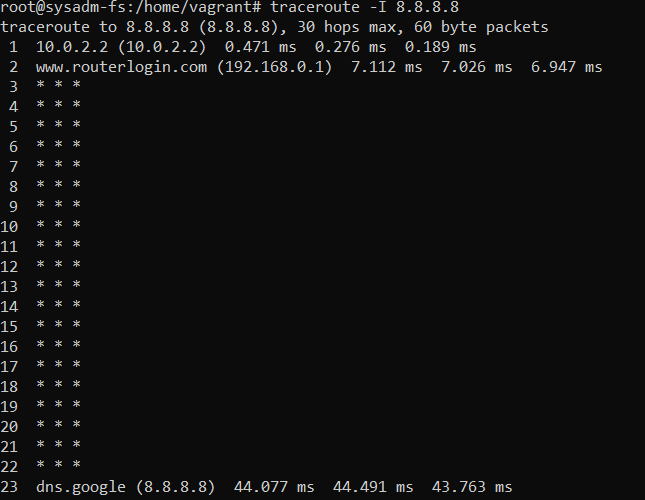 root@sysadm-fs:/home/vagrant# traceroute -I 8.8.8.8
traceroute to 8.8.8.8 (8.8.8.8), 30 hops max, 60 byte packets
 1  10.0.2.2 (10.0.2.2)  0.471 ms  0.276 ms  0.189 ms
 2  www.routerlogin.com (192.168.0.1)  7.112 ms  7.026 ms  6.947 ms
 3  * * *
 4  * * *
 5  * * *
 6  * * *
 7  * * *
 8  * * *
 9  * * *
10  * * *
11  * * *
12  * * *
13  * * *
14  * * *
15  * * *
16  * * *
17  * * *
18  * * *
19  * * *
20  * * *
21  * * *
22  * * *
23  dns.google (8.8.8.8)  44.077 ms  44.491 ms  43.763 ms